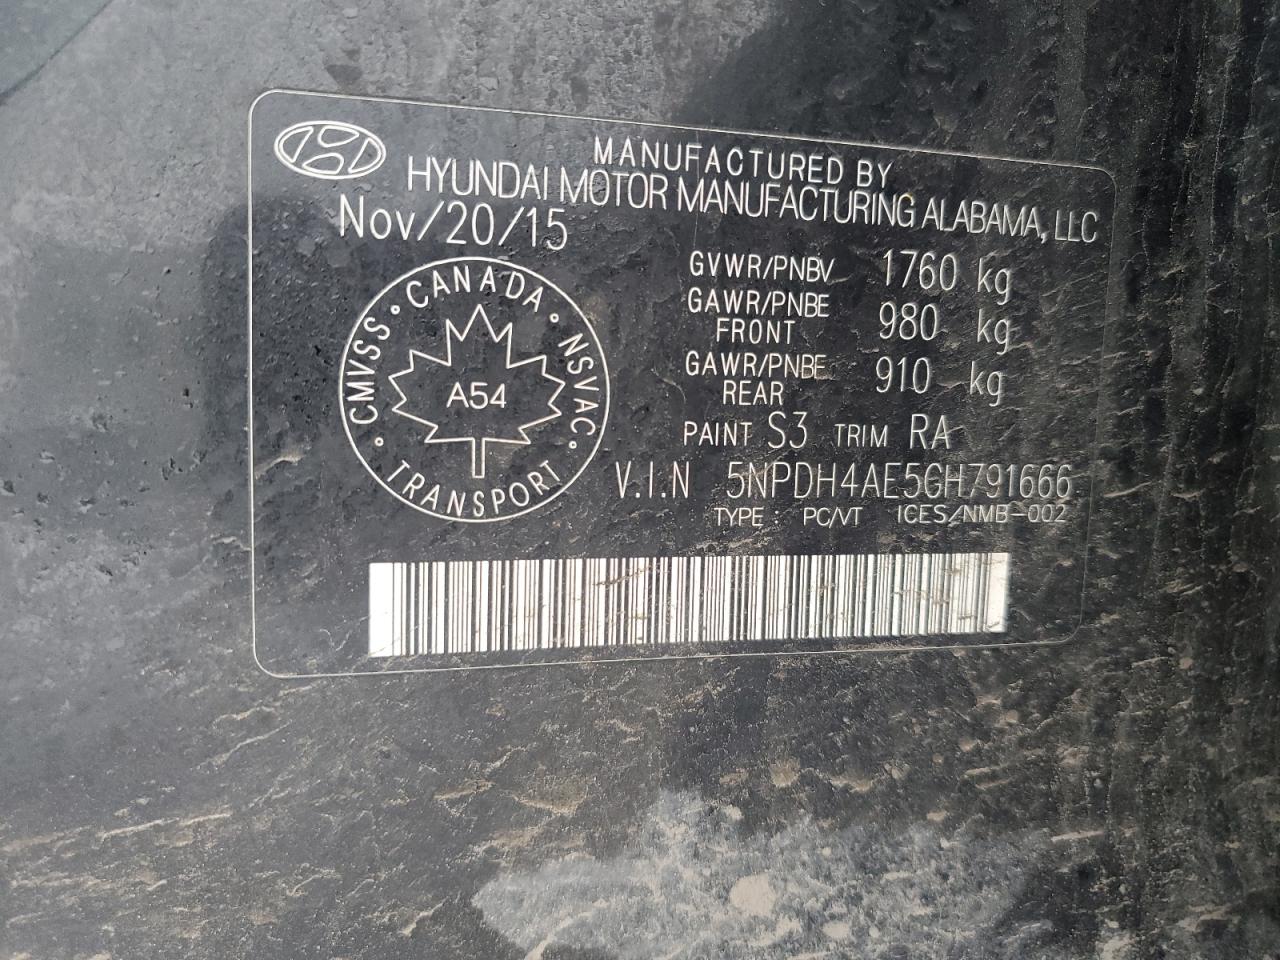 MANUFACTURED BY
HYUNDAI MOTOR MANUFACTURING ALABAMA, LLC
Nov/20/15
GVWR/PNBV 1760 kg
GAWR/PNBE FRONT 980 kg
GAWR/PNBE REAR 910 kg
PAINT S3 TRIM RA
V.I.N 5NPDH4AE5GH791666
TYPE : PC/VT ICES/NMB-002
CMVSS · CANADA · NSVAC · TRANSPORT ·
A54